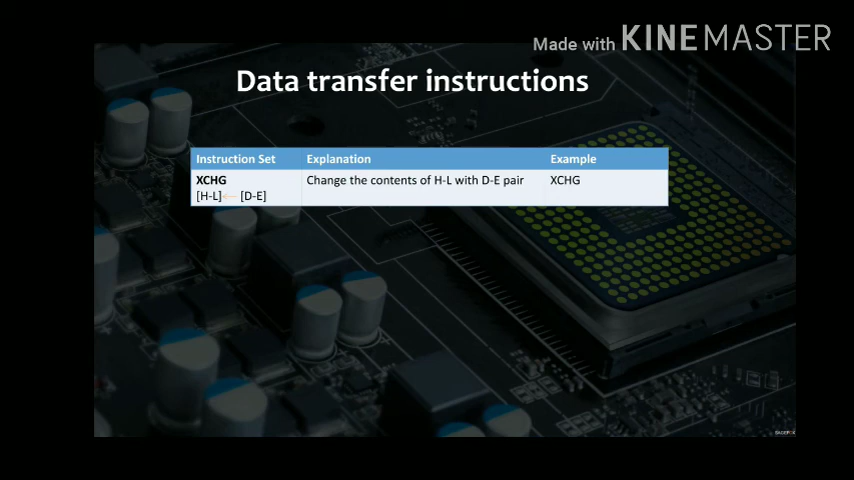 Made with KINEMASTER
Data transfer instructions
Instruction Set Explanation Example
XCHG Change the contents of H-L with D-E pair XCHG
[H-L]← [D-E]